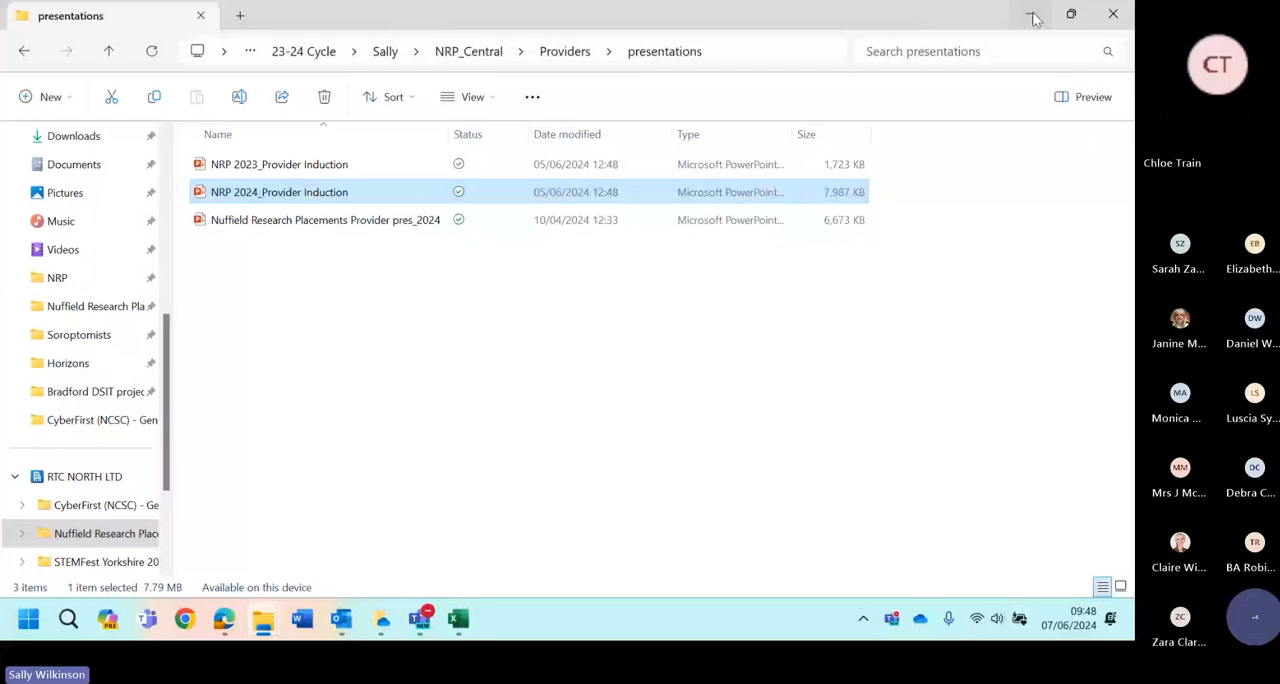 presentations
23-24 Cycle > Sally > NRP_Central > Providers > presentations
Search presentations
New
Sort
View
Preview
Name Status Date modified Type Size
NRP 2023_Provider Induction 05/06/2024 12:48 Microsoft PowerPoint... 1,723 KB
NRP 2024_Provider Induction 05/06/2024 12:48 Microsoft PowerPoint... 7,987 KB
Nuffield Research Placements Provider pres_2024 10/04/2024 12:33 Microsoft PowerPoint... 6,673 KB
Downloads
Documents
Pictures
Music
Videos
NRP
Nuffield Research Pla
Soroptomists
Horizons
Bradford DSIT projec
CyberFirst (NCSC) - Gen
RTC NORTH LTD
CyberFirst (NCSC) - Ge
Nuffield Research Place
STEMFest Yorkshire 20
3 items 1 item selected 7.79 MB Available on this device
PRE
NEW
09:48
07/06/2024
Sally Wilkinson
CT
Chloe Train
SZ EB
Sarah Za... Elizabeth...
DW
Janine M... Daniel W...
MA LS
Monica ... Luscia Sy...
MM DC
Mrs J Mc... Debra C...
TR
Claire Wi... BA Robi...
ZC
Zara Clar...